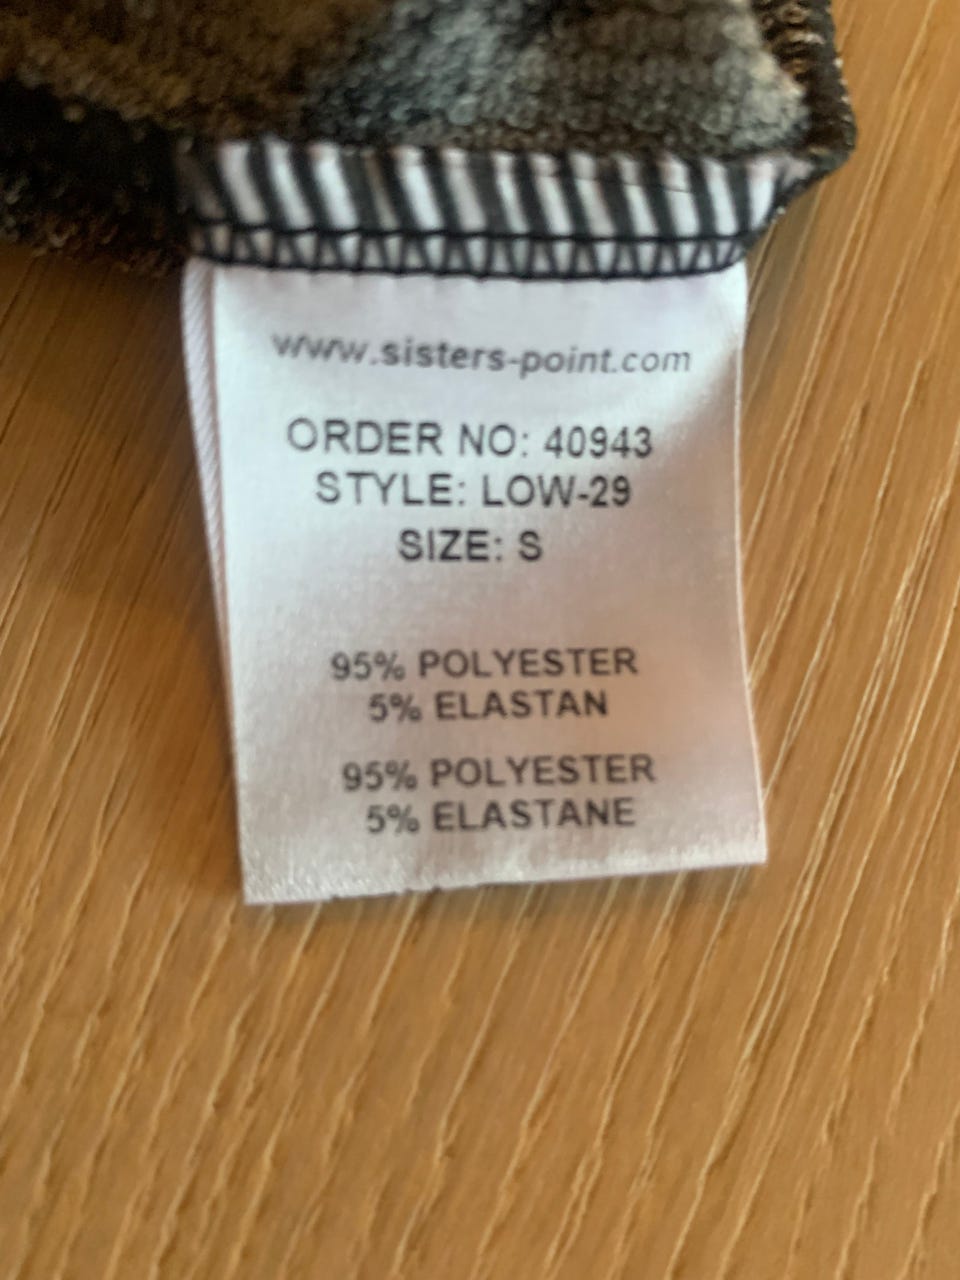 www.sisters-point.com
ORDER NO: 40943
STYLE: LOW-29
SIZE: S
95% POLYESTER
5% ELASTAN
95% POLYESTER
5% ELASTANE